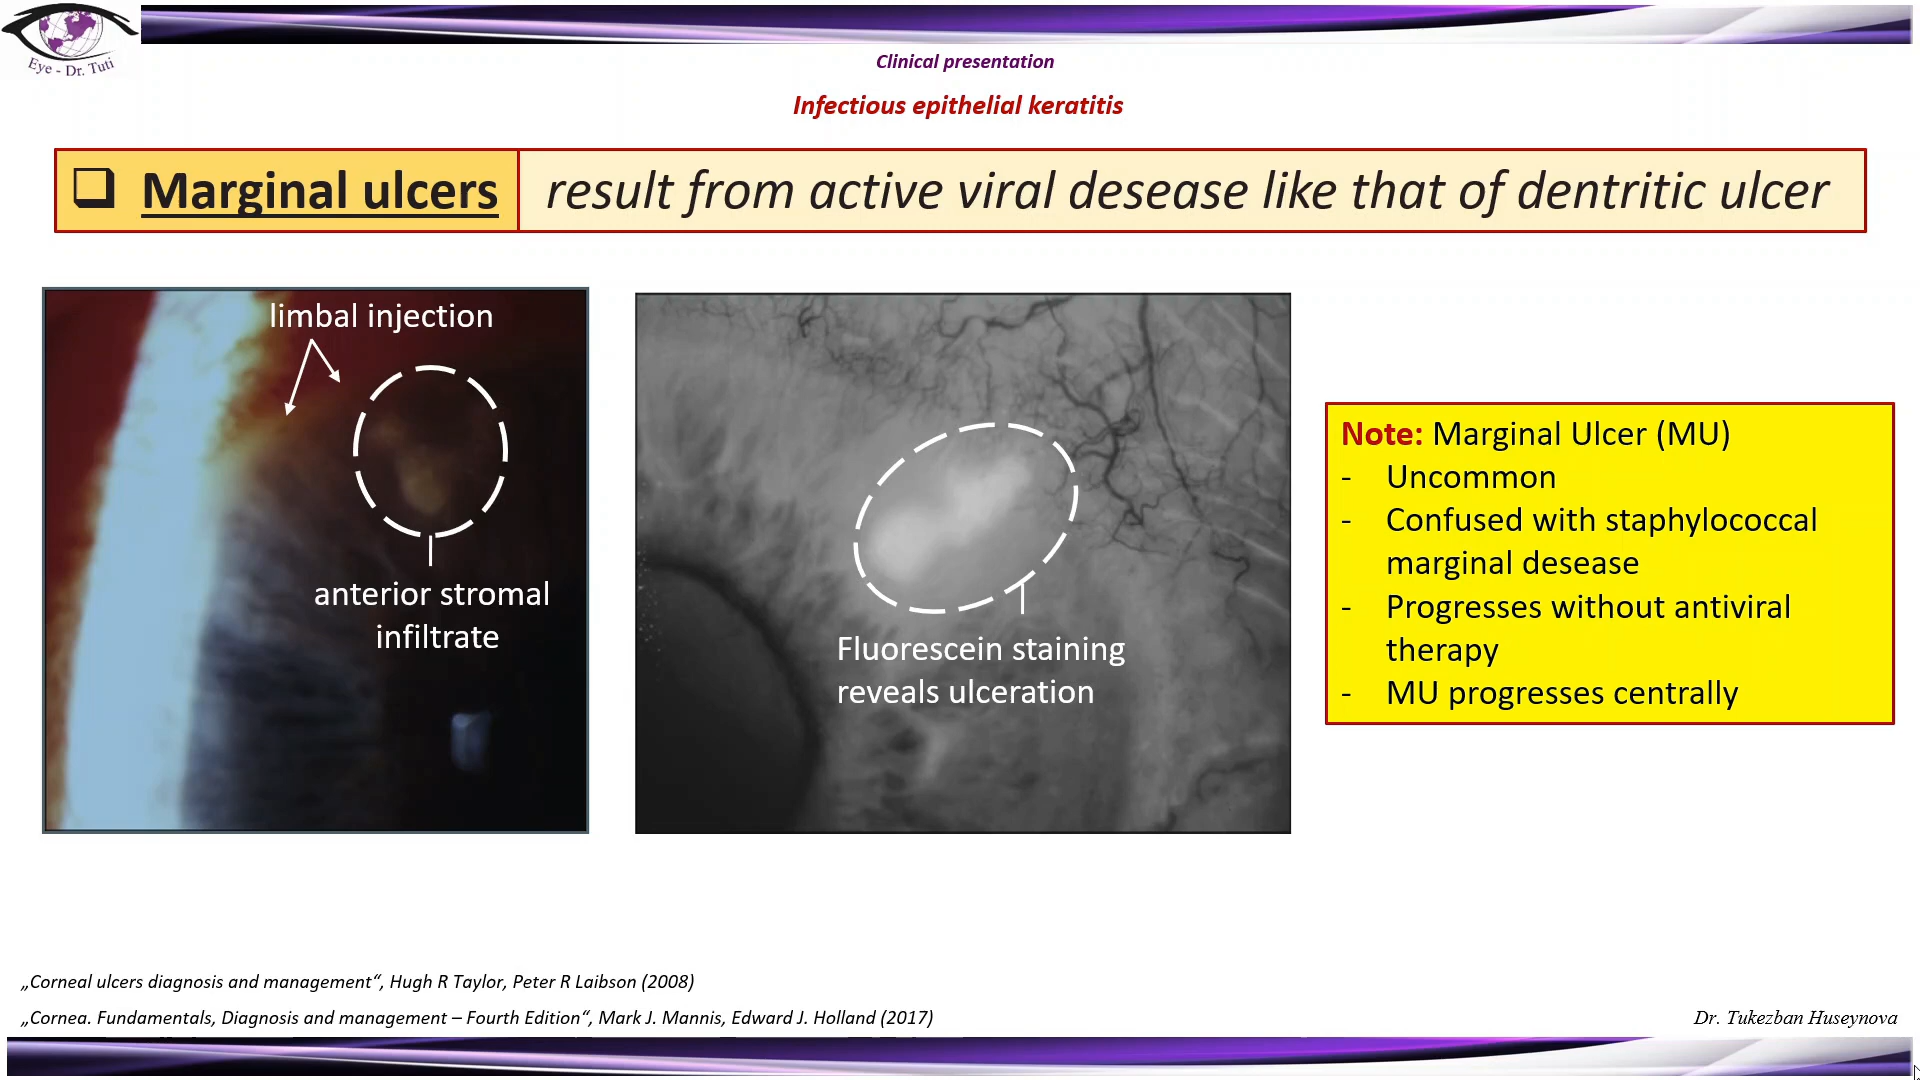 Eye - Dr. Tuti
Clinical presentation
Infectious epithelial keratitis
❑ Marginal ulcers
result from active viral desease like that of dentritic ulcer
limbal injection
anterior stromal
infiltrate
Fluorescein staining
reveals ulceration
Note: Marginal Ulcer (MU)
- Uncommon
- Confused with staphylococcal
marginal desease
- Progresses without antiviral
therapy
- MU progresses centrally
„Corneal ulcers diagnosis and management“, Hugh R Taylor, Peter R Laibson (2008)
„Cornea. Fundamentals, Diagnosis and management – Fourth Edition“, Mark J. Mannis, Edward J. Holland (2017)
Dr. Tukezban Huseynova